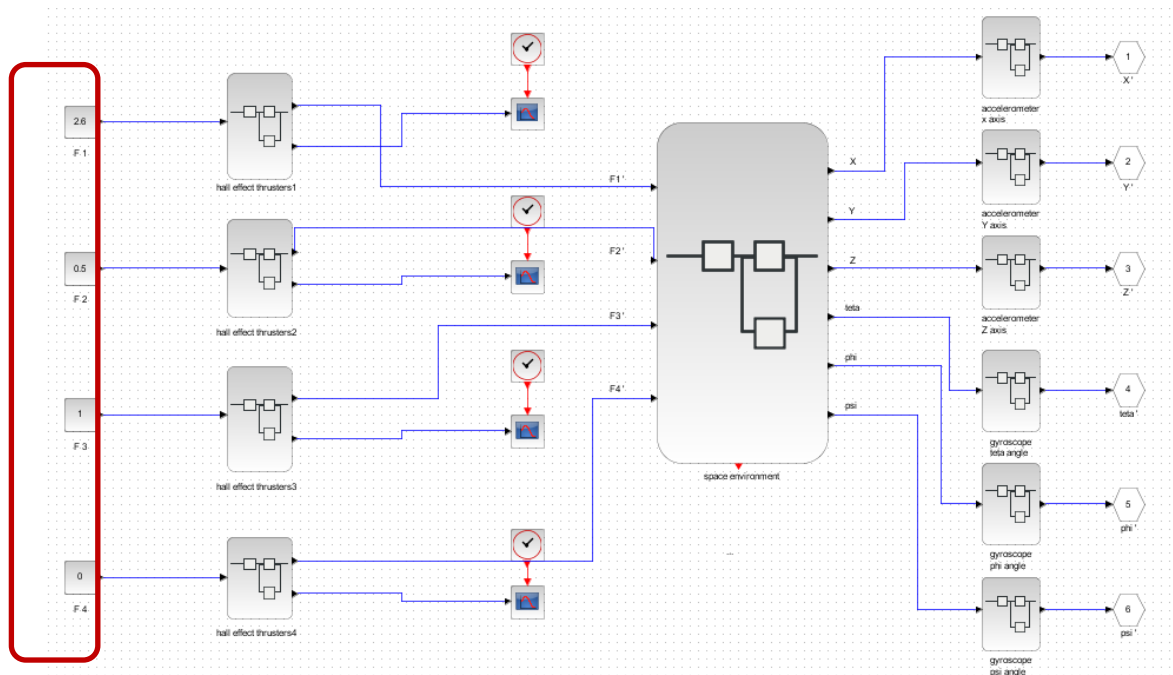 2.6
F 1
hall effect thrusters1
0.5
F 2
hall effect thrusters2
1
F 3
hall effect thrusters3
0
F 4
hall effect thrusters4
F1 '
F2 '
F3 '
F4 '
space environment
...
X
Y
Z
teta
phi
psi
accelerometer
x axis
1
X '
accelerometer
Y axis
2
Y '
accelerometer
Z axis
3
Z '
gyroscope
teta angle
4
teta '
gyroscope
phi angle
5
phi '
gyroscope
psi angle
6
psi '